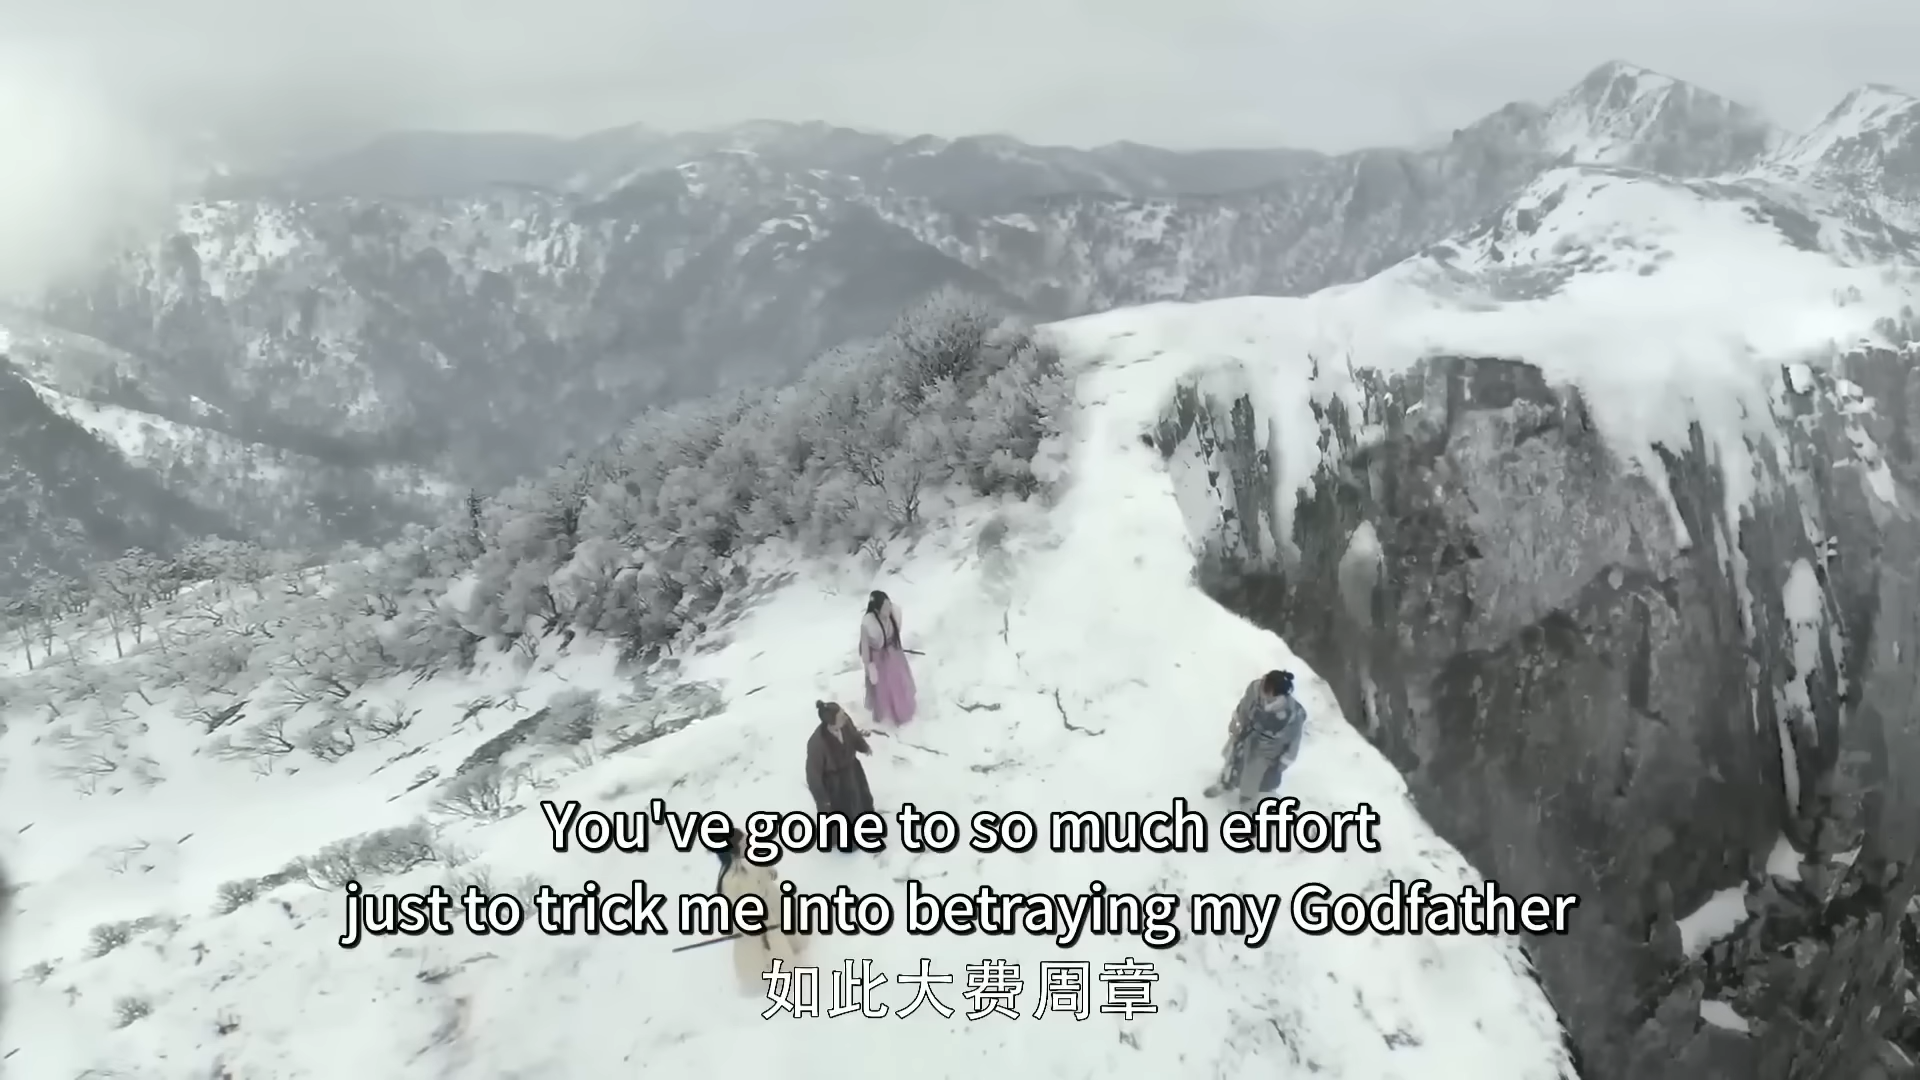 You've gone to so much effort
just to trick me into betraying my Godfather
如此大费周章